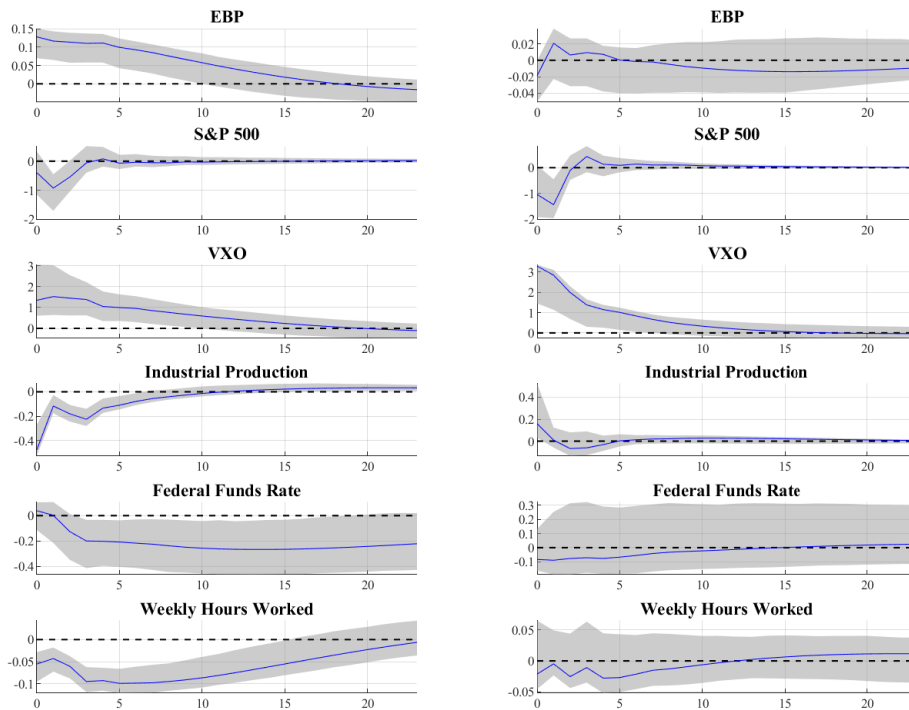 EBP
0.15
0.1
0.05
0
0 5 10 15 20
S&P 500
0
-1
-2
0 5 10 15 20
VXO
3
2
1
0
0 5 10 15 20
Industrial Production
0
-0.2
-0.4
0 5 10 15 20
Federal Funds Rate
0
-0.2
-0.4
0 5 10 15 20
Weekly Hours Worked
0
-0.05
-0.1
0 5 10 15 20
EBP
0.02
0
-0.02
-0.04
0 5 10 15 20
S&P 500
0
-1
-2
0 5 10 15 20
VXO
3
2
1
0
0 5 10 15 20
Industrial Production
0.4
0.2
0
0 5 10 15 20
Federal Funds Rate
0.3
0.2
0.1
0
-0.1
0 5 10 15 20
Weekly Hours Worked
0.05
0
-0.05
0 5 10 15 20